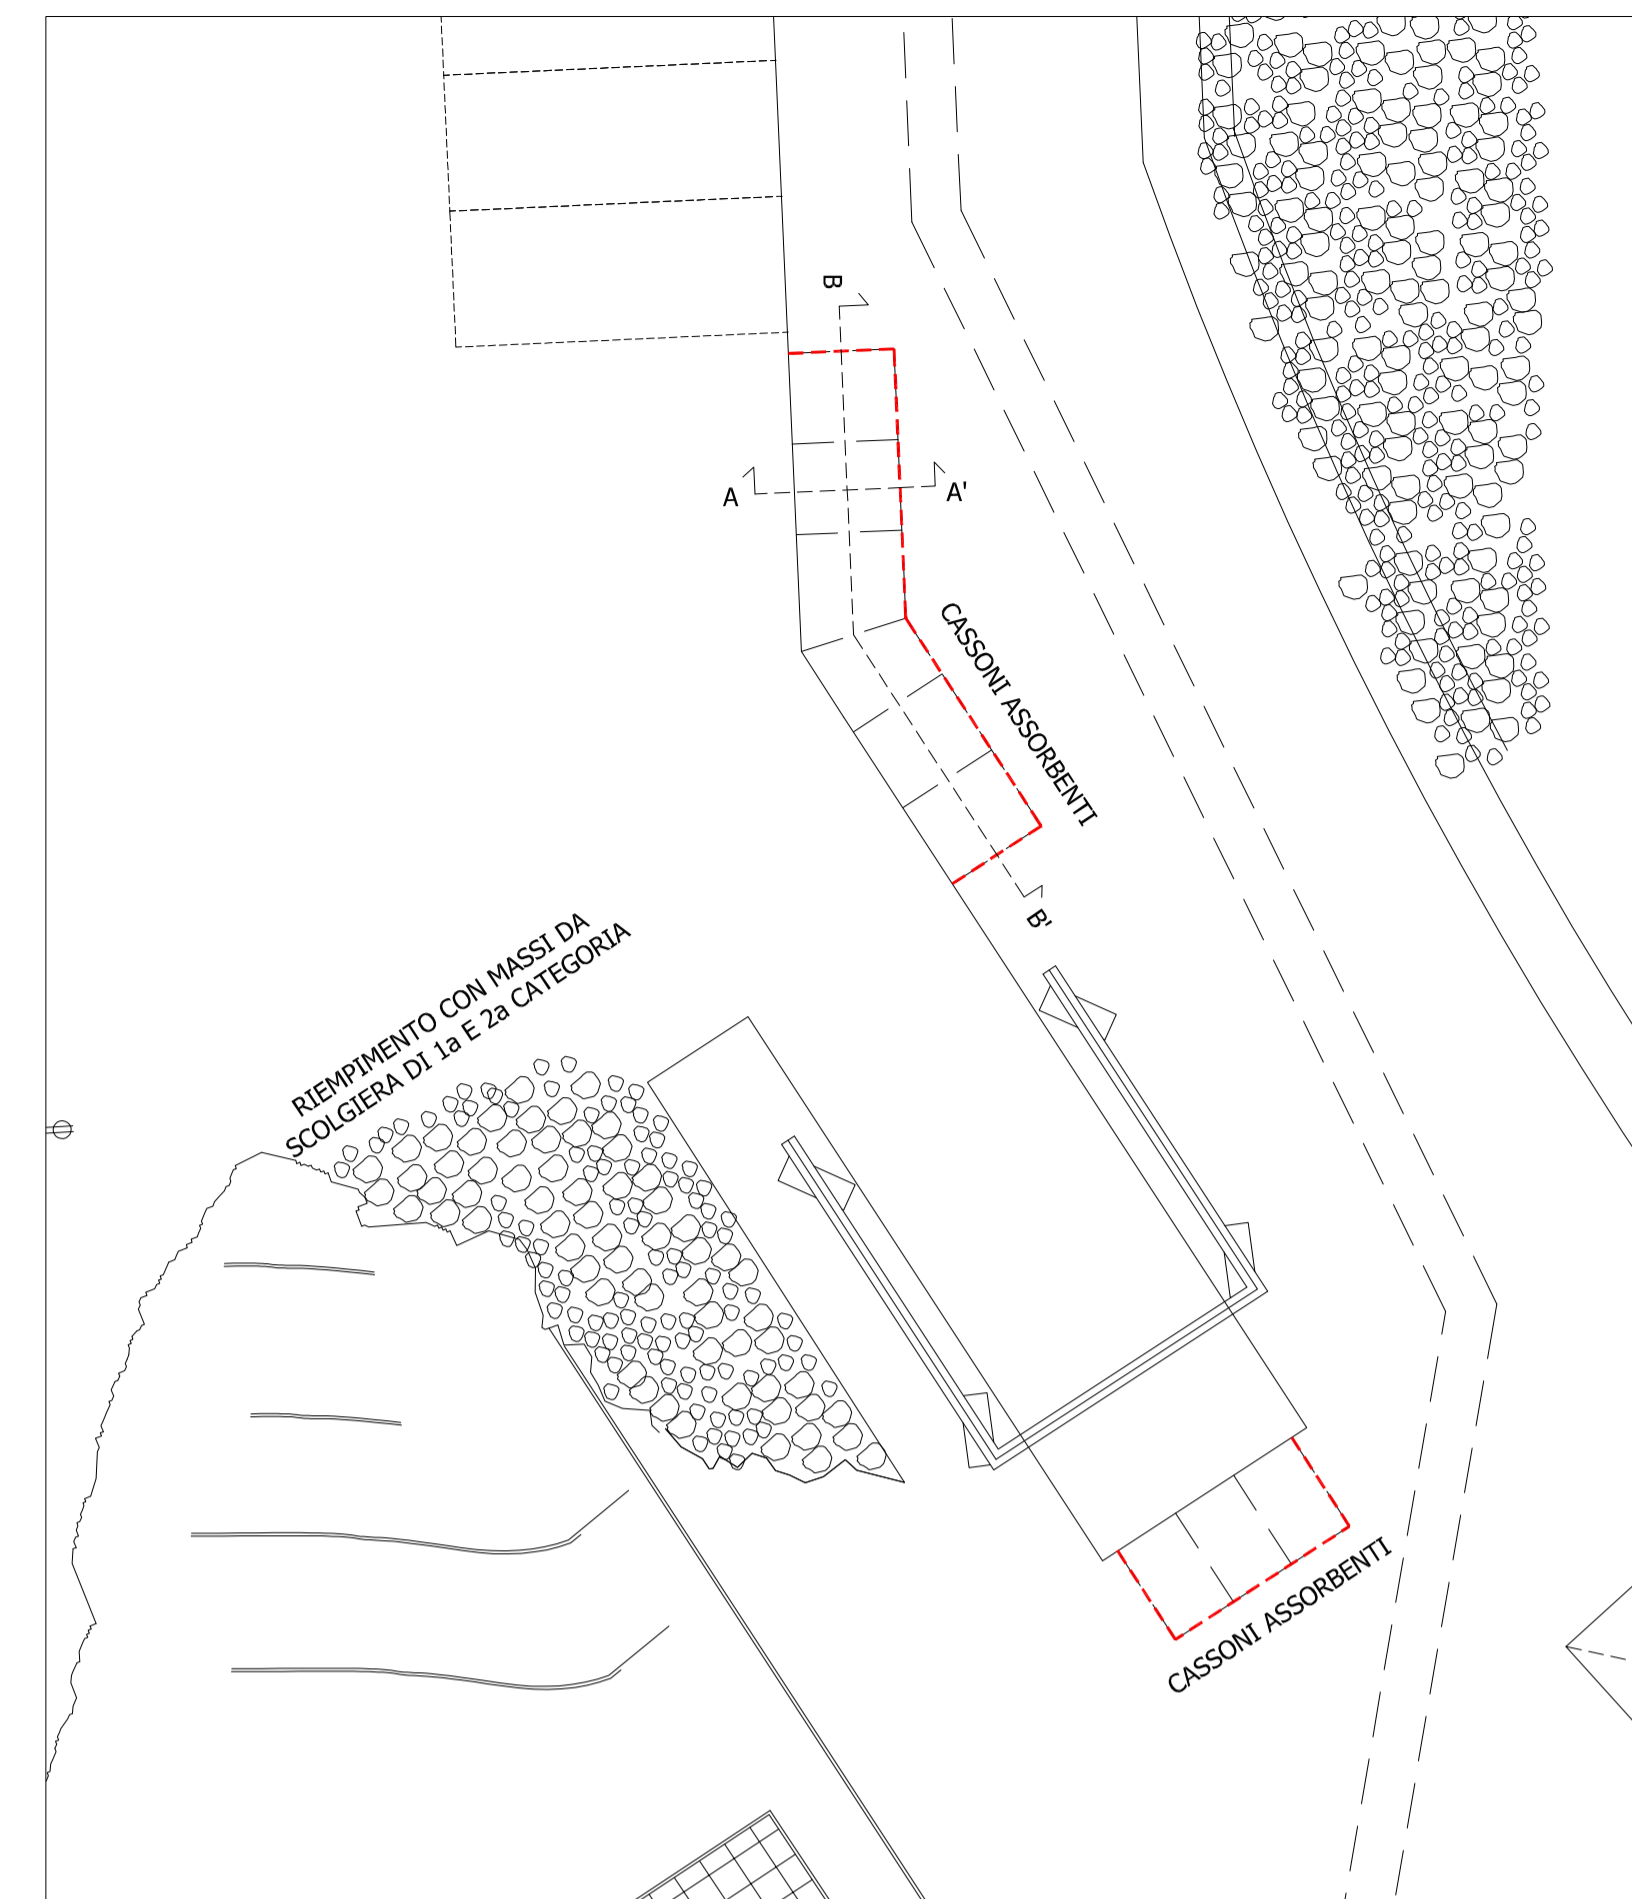 B
A
A'
CASSONI ASSORBENTI
B'
RIEMPIMENTO CON MASSI DA
SCOLGIERA DI 1a E 2a CATEGORIA
CASSONI ASSORBENTI